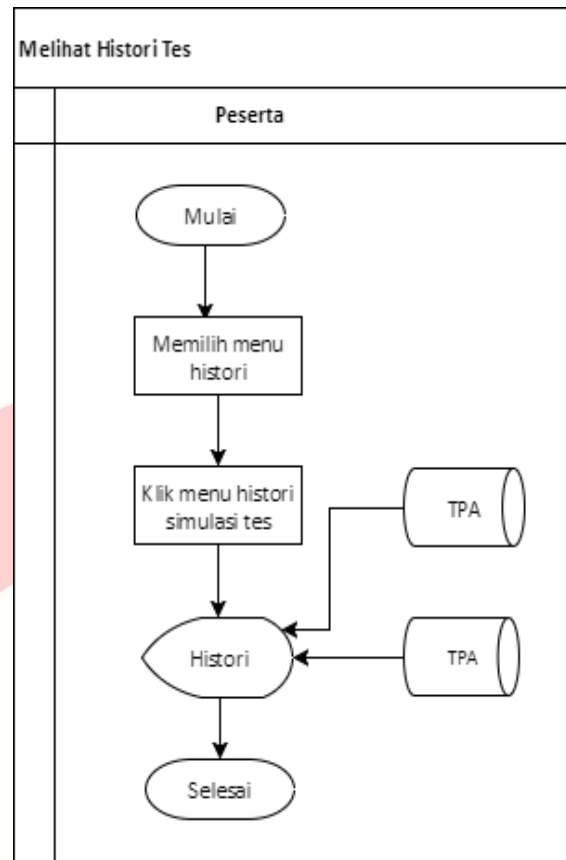 Melihat Histori Tes
Peserta
Mulai
Memilih menu
histori
Klik menu histori
simulasi tes
TPA
Histori
TPA
Selesai